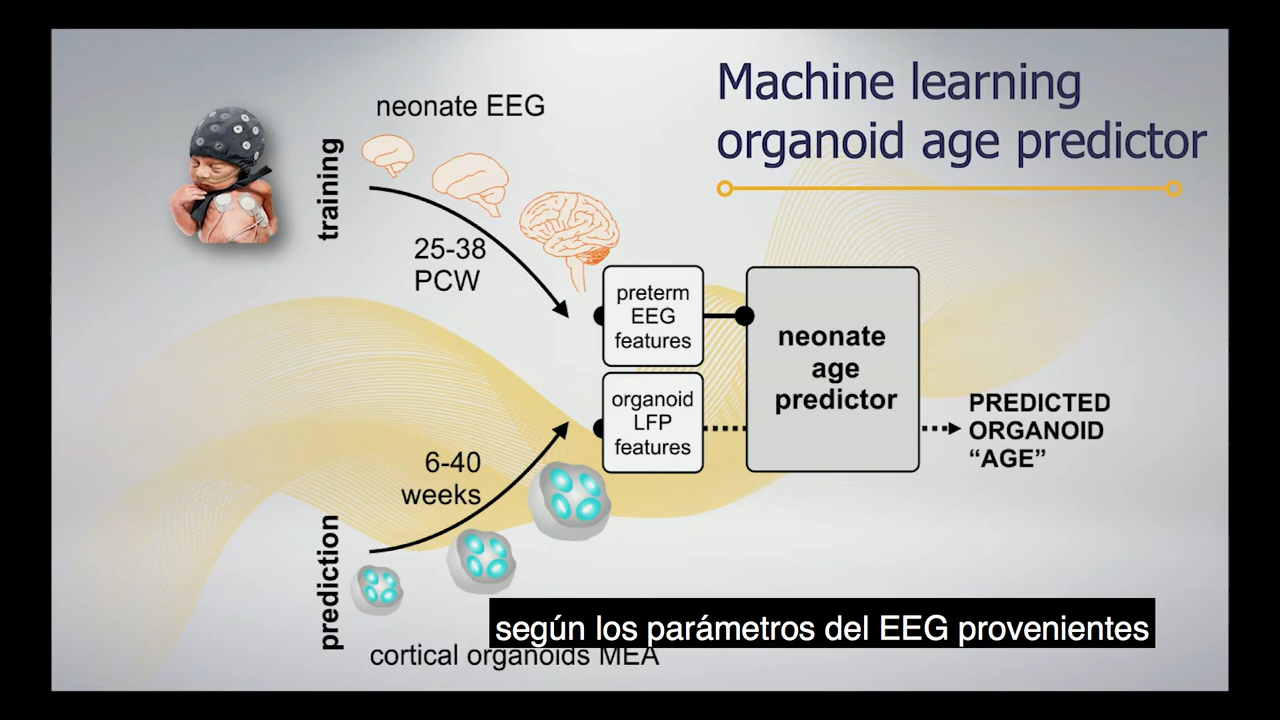 Machine learning
organoid age predictor
neonate EEG
training
25-38
PCW
preterm
EEG
features
neonate
age
predictor
organoid
LFP
features
PREDICTED
ORGANOID
“AGE”
6-40
weeks
prediction
según los parámetros del EEG provenientes
cortical organoids MEA